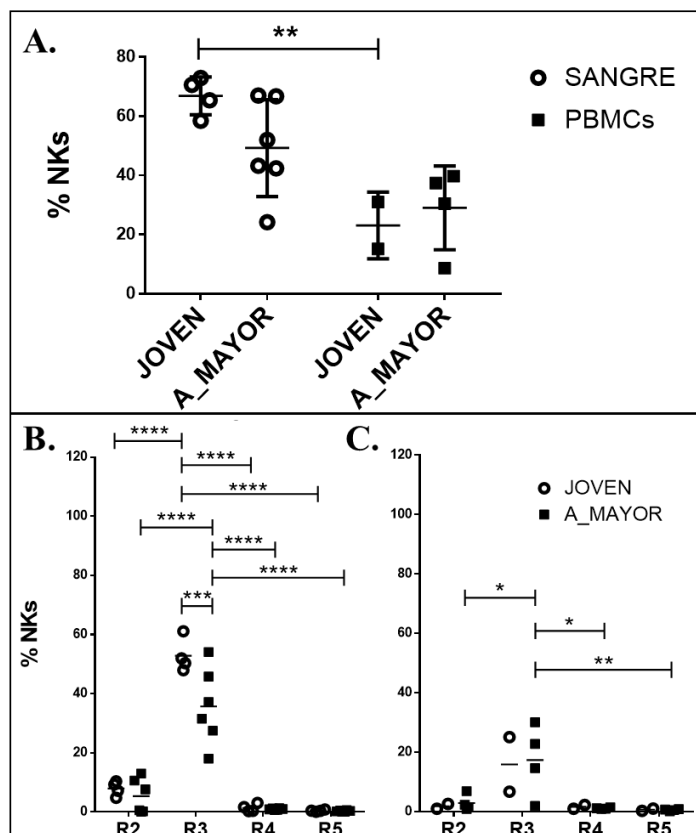 A.
**
80
60
40
20
0
% NKs
SANGRE
PBMCs
JOVEN
A_MAYOR
JOVEN
A_MAYOR
B.
****
****
****
****
****
****
***
120
100
80
60
40
20
0
% NKs
R2 R3 R4 R5
C.
JOVEN
A_MAYOR
*
*
**
120
100
80
60
40
20
0
R2 R3 R4 R5